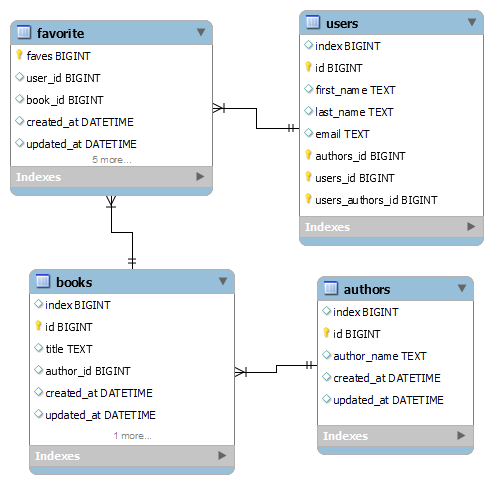 favorite
faves BIGINT
user_id BIGINT
book_id BIGINT
created_at DATETIME
updated_at DATETIME
5 more...
Indexes
users
index BIGINT
id BIGINT
first_name TEXT
last_name TEXT
email TEXT
authors_id BIGINT
users_id BIGINT
users_authors_id BIGINT
Indexes
books
index BIGINT
id BIGINT
title TEXT
author_id BIGINT
created_at DATETIME
updated_at DATETIME
1 more...
Indexes
authors
index BIGINT
id BIGINT
author_name TEXT
created_at DATETIME
updated_at DATETIME
Indexes